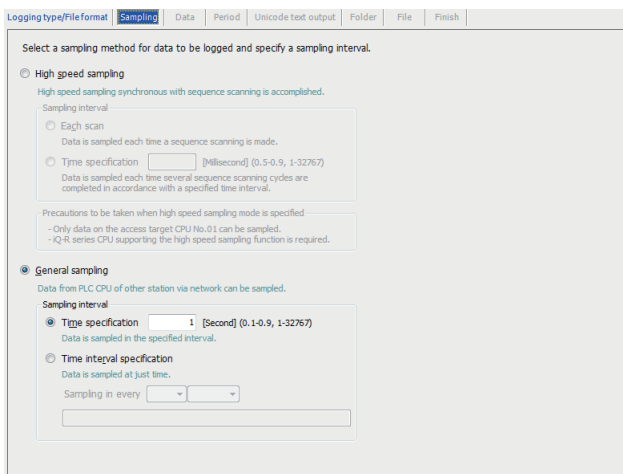 Logging type/File format Sampling Data Period Unicode text output Folder File Finish
Select a sampling method for data to be logged and specify a sampling interval.
High speed sampling
High speed sampling synchronous with sequence scanning is accomplished.
Sampling interval
Each scan
Data is sampled each time a sequence scanning is made.
Time specification [Millisecond] (0.5-0.9, 1-32767)
Data is sampled each time several sequence scanning cycles are
completed in accordance with a specified time interval.
Precautions to be taken when high speed sampling mode is specified
- Only data on the access target CPU No.01 can be sampled.
- iQ-R series CPU supporting the high speed sampling function is required.
General sampling
Data from PLC CPU of other station via network can be sampled.
Sampling interval
Time specification 1 [Second] (0.1-0.9, 1-32767)
Data is sampled in the specified interval.
Time interval specification
Data is sampled at just time.
Sampling in every